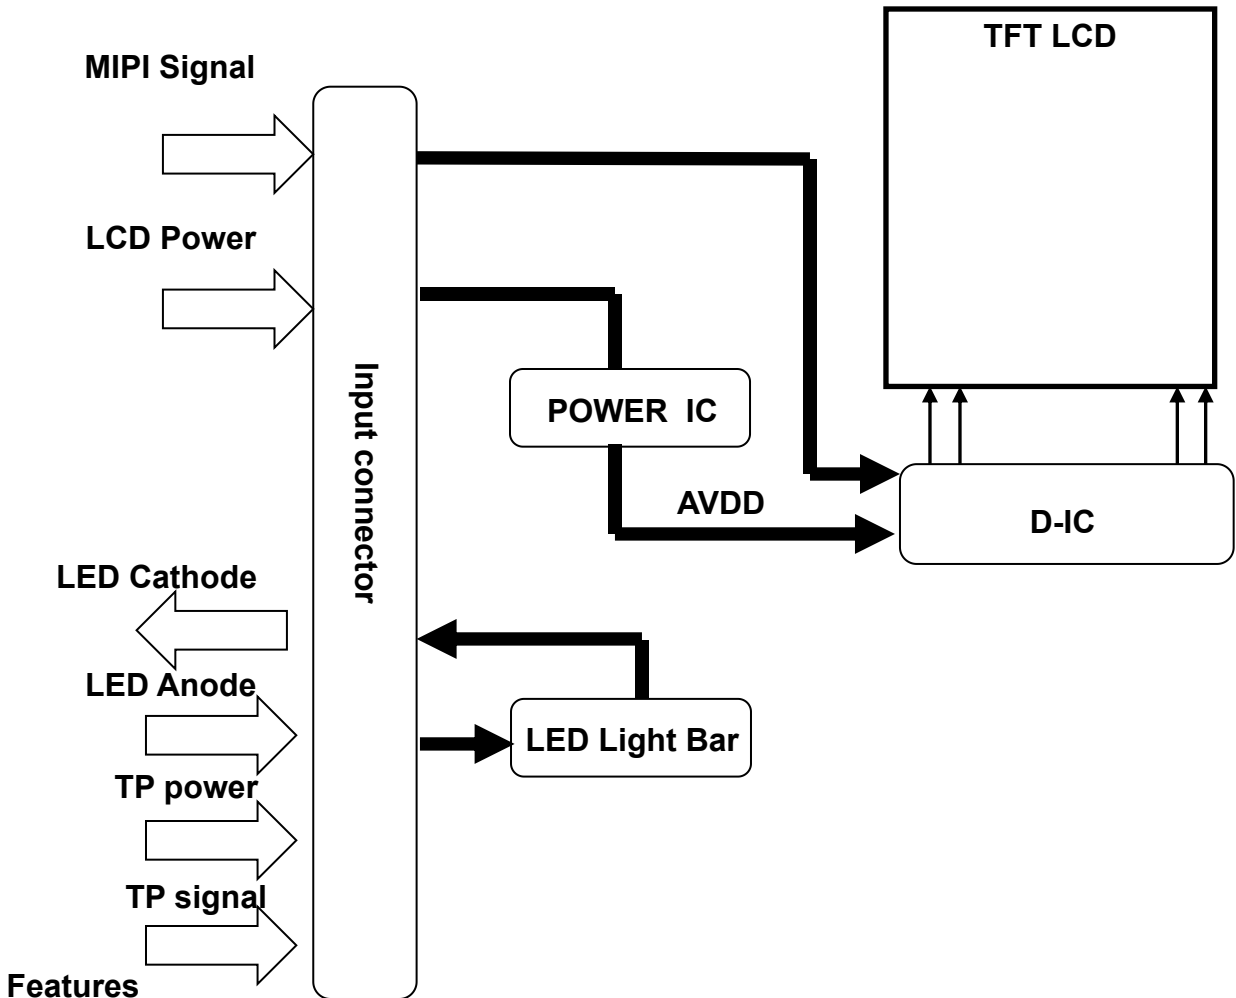 TFT LCD
MIPI Signal
LCD Power
Input connector
POWER IC
AVDD
D-IC
LED Cathode
LED Anode
LED Light Bar
TP power
TP signal
Features